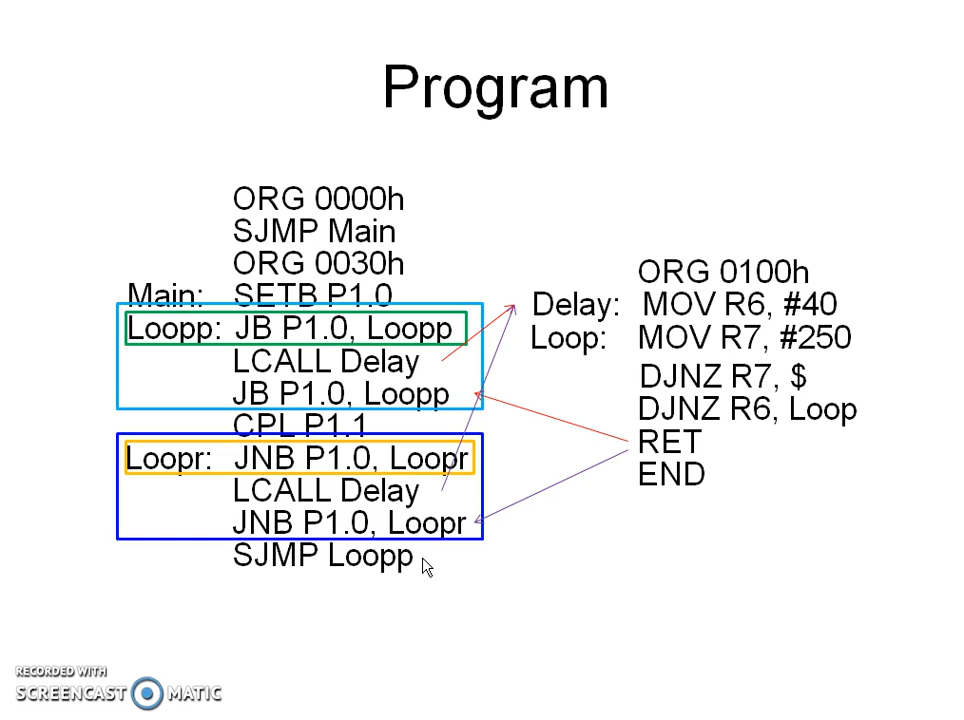 Program
ORG 0000h
SJMP Main
ORG 0030h
Main: SETB P1.0
Loopp: JB P1.0, Loopp
LCALL Delay
JB P1.0, Loopp
CPL P1.1
Loopr: JNB P1.0, Loopr
LCALL Delay
JNB P1.0, Loopr
SJMP Loopp
ORG 0100h
Delay: MOV R6, #40
Loop: MOV R7, #250
DJNZ R7, $
DJNZ R6, Loop
RET
END
RECORDED WITH
SCREENCAST MATIC